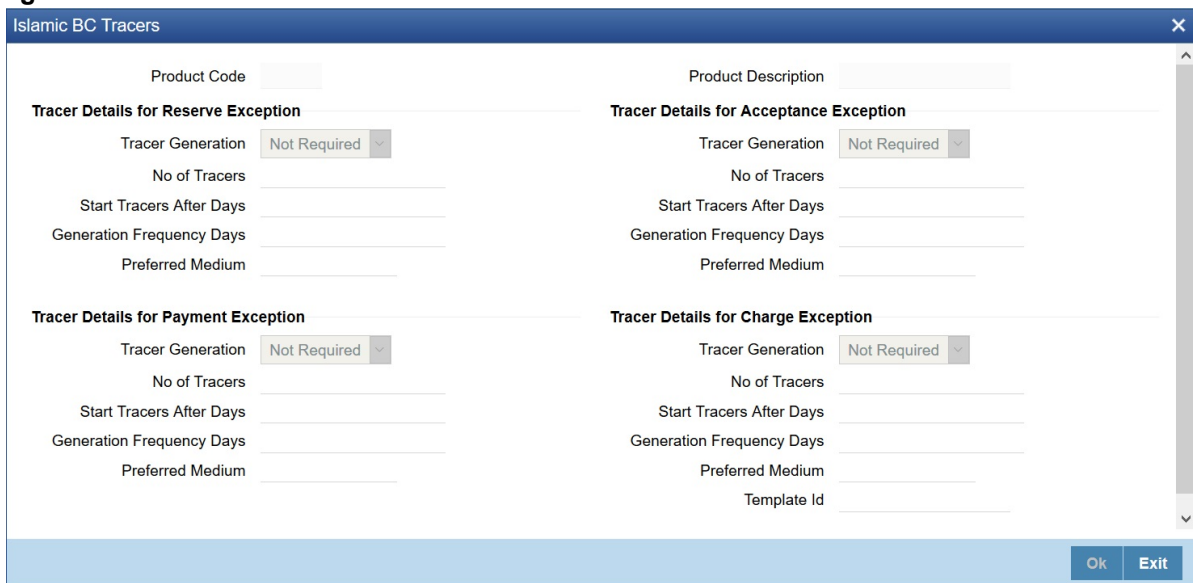 Islamic BC Tracers
Product Code
Product Description
Tracer Details for Reserve Exception
Tracer Generation Not Required
No of Tracers
Start Tracers After Days
Generation Frequency Days
Preferred Medium
Tracer Details for Acceptance Exception
Tracer Generation Not Required
No of Tracers
Start Tracers After Days
Generation Frequency Days
Preferred Medium
Tracer Details for Payment Exception
Tracer Generation Not Required
No of Tracers
Start Tracers After Days
Generation Frequency Days
Preferred Medium
Tracer Details for Charge Exception
Tracer Generation Not Required
No of Tracers
Start Tracers After Days
Generation Frequency Days
Preferred Medium
Template Id
Ok Exit